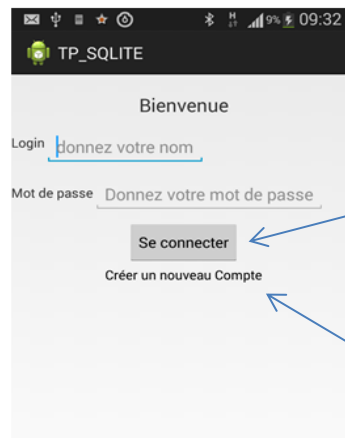 9% 09:32
TP_SQLITE
Bienvenue
Login donnez votre nom
Mot de passe Donnez votre mot de passe
Se connecter
Créer un nouveau Compte